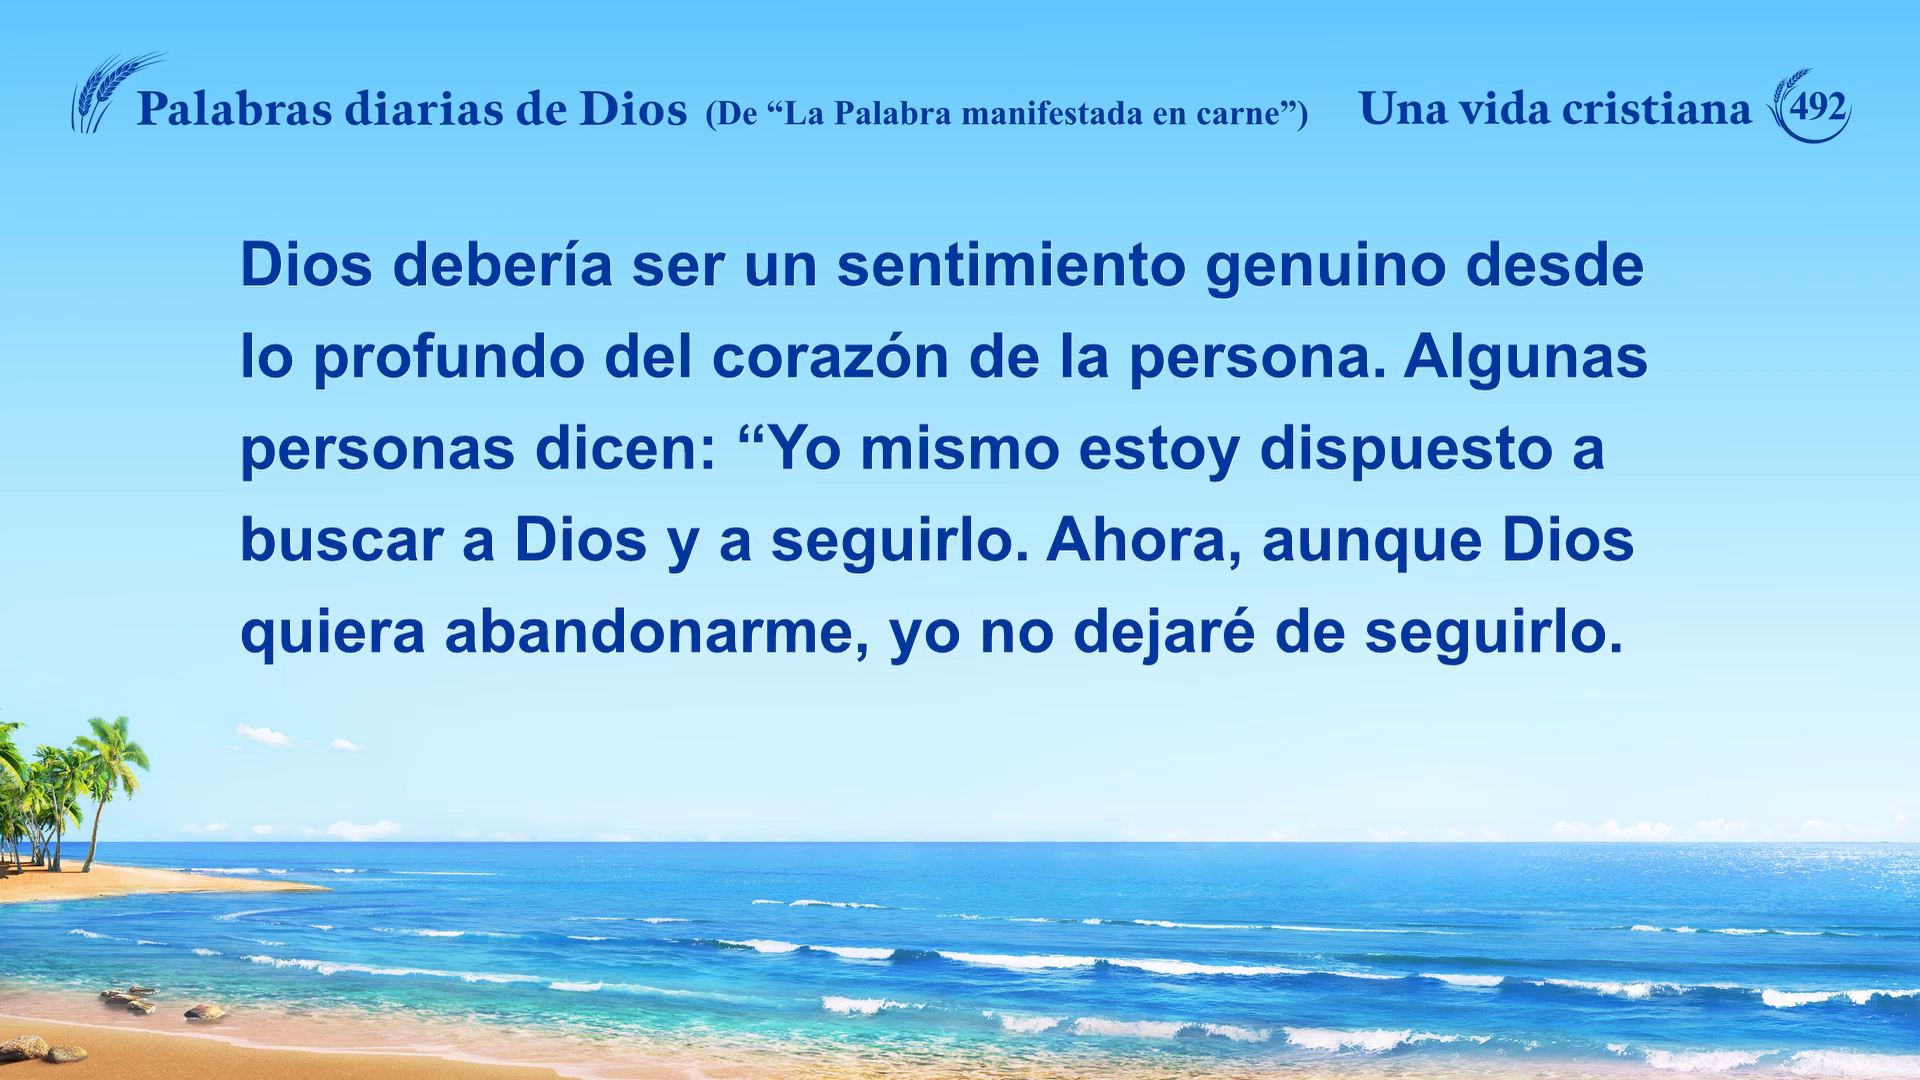 Palabras diarias de Dios (De “La Palabra manifestada en carne”) Una vida cristiana 492
Dios debería ser un sentimiento genuino desde
lo profundo del corazón de la persona. Algunas
personas dicen: “Yo mismo estoy dispuesto a
buscar a Dios y a seguirlo. Ahora, aunque Dios
quiera abandonarme, yo no dejaré de seguirlo.